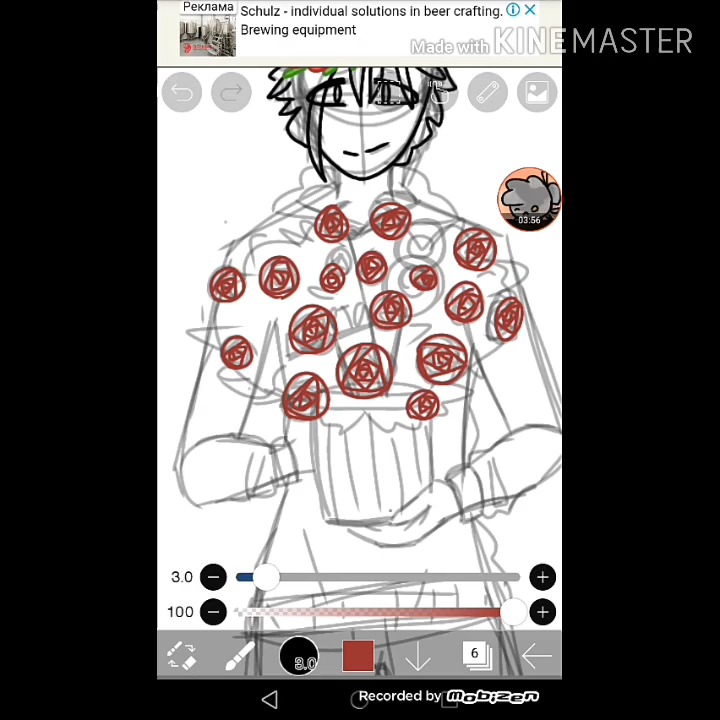 Реклама
Schulz - individual solutions in beer crafting.
Brewing equipment
Made with KINEMASTER
03:56
3.0
100
3.0
6
Recorded by mobizen